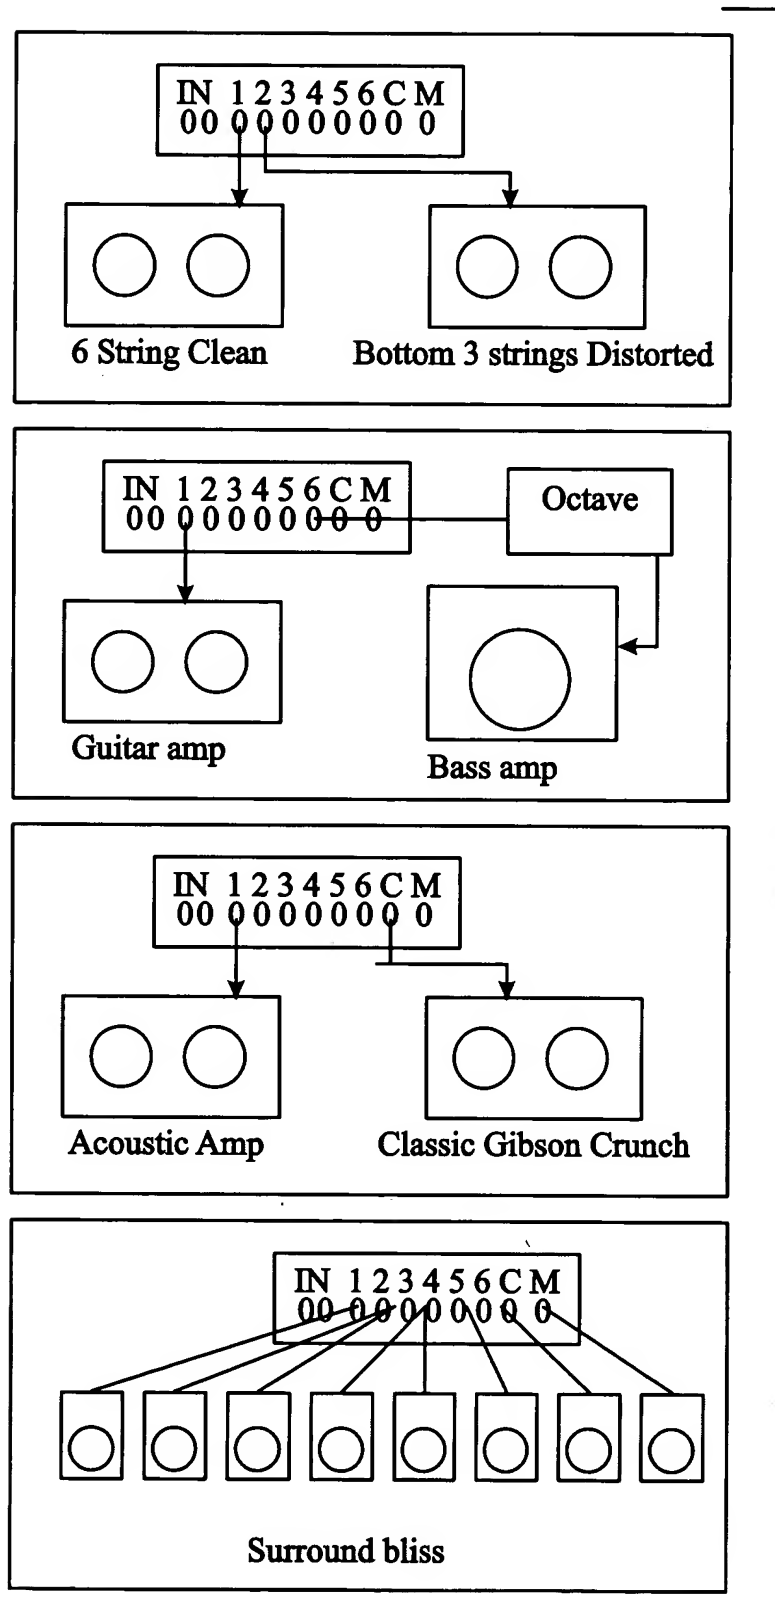 IN 1 2 3 4 5 6 C M
00 0 0 0 0 0 0 0 0
6 String Clean
Bottom 3 strings Distorted
IN 1 2 3 4 5 6 C M
00 0 0 0 0 0 0 0 0
Octave
Guitar amp
Bass amp
IN 1 2 3 4 5 6 C M
00 0 0 0 0 0 0 0 0
Acoustic Amp
Classic Gibson Crunch
IN 1 2 3 4 5 6 C M
00 0 0 0 0 0 0 0 0
Surround bliss